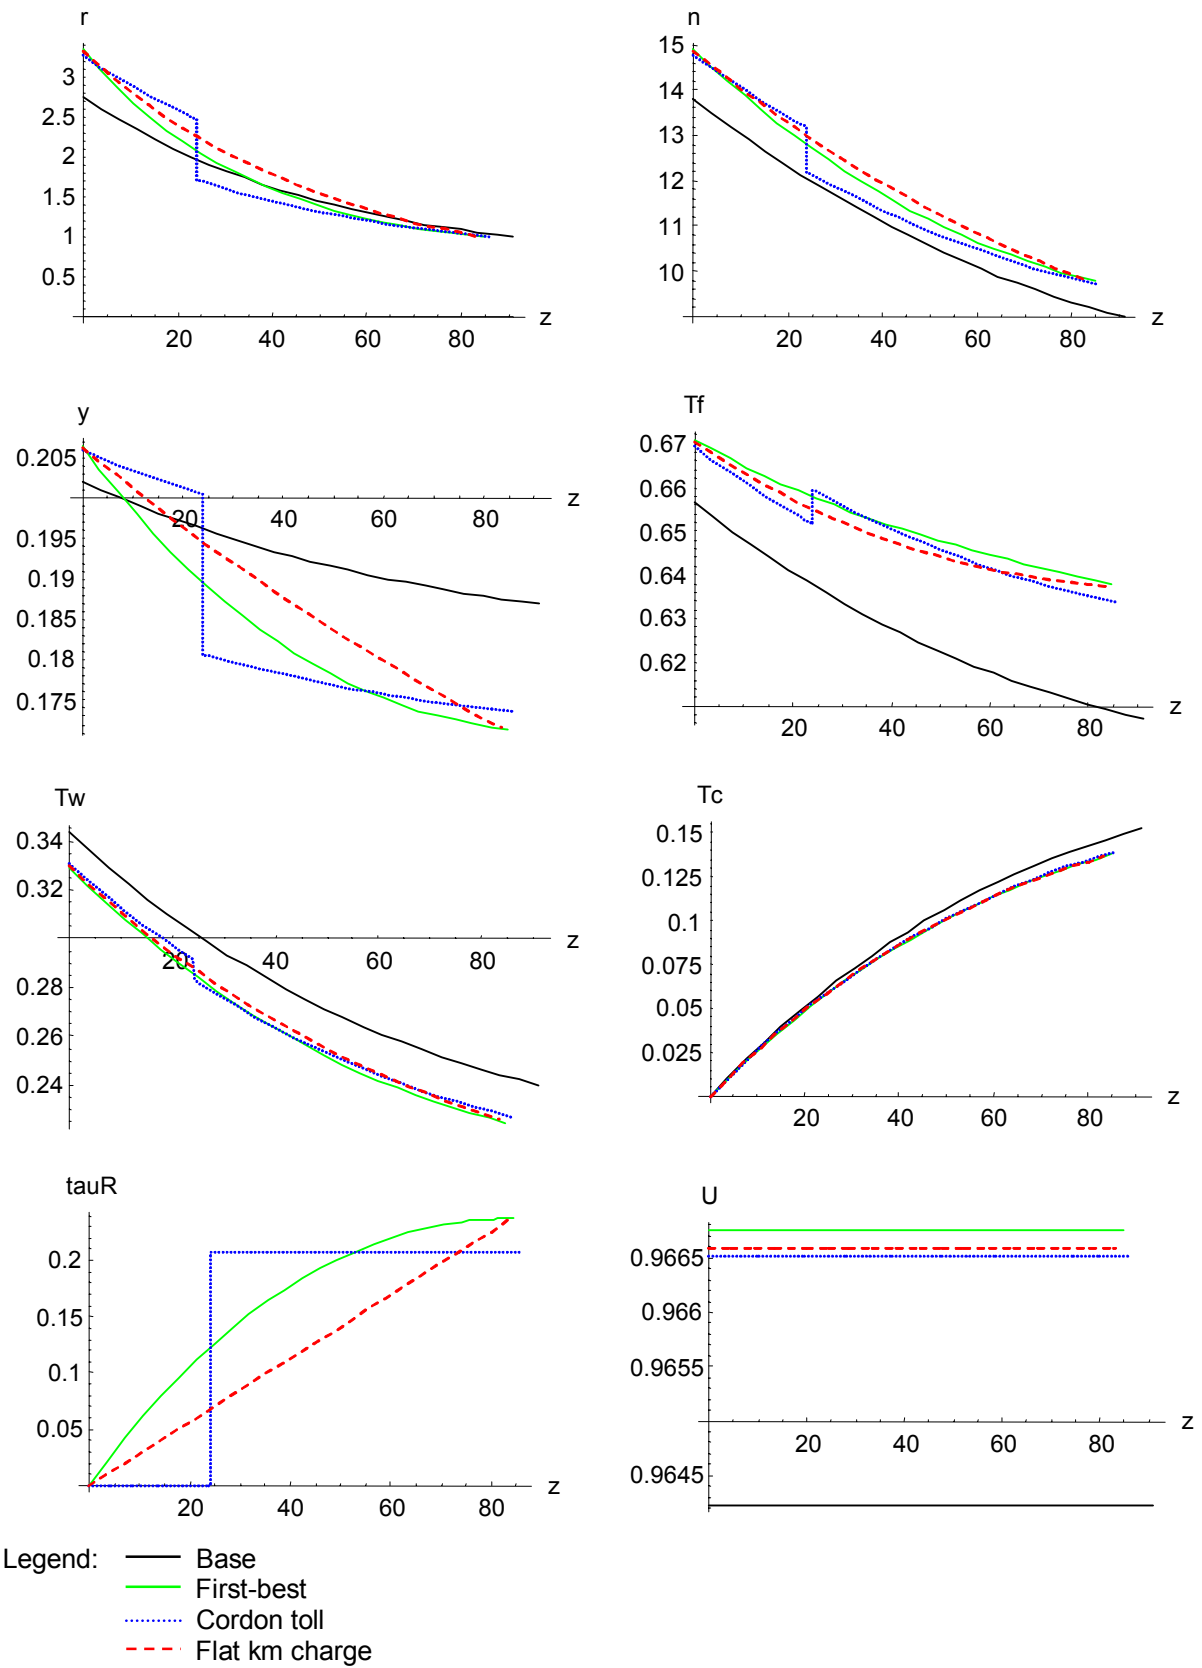 r
3
2.5
2
1.5
1
0.5
20 40 60 80 z
n
15
14
13
12
11
10
20 40 60 80 z
y
0.205
0.195
0.19
0.185
0.18
0.175
20 40 60 80 z
Tf
0.67
0.66
0.65
0.64
0.63
0.62
20 40 60 80 z
Tw
0.34
0.32
0.28
0.26
0.24
20 40 60 80 z
Tc
0.15
0.125
0.1
0.075
0.05
0.025
20 40 60 80 z
tauR
0.2
0.15
0.1
0.05
20 40 60 80 z
U
0.9665
0.966
0.9655
0.9645
20 40 60 80 z
Legend: Base
First-best
Cordon toll
Flat km charge